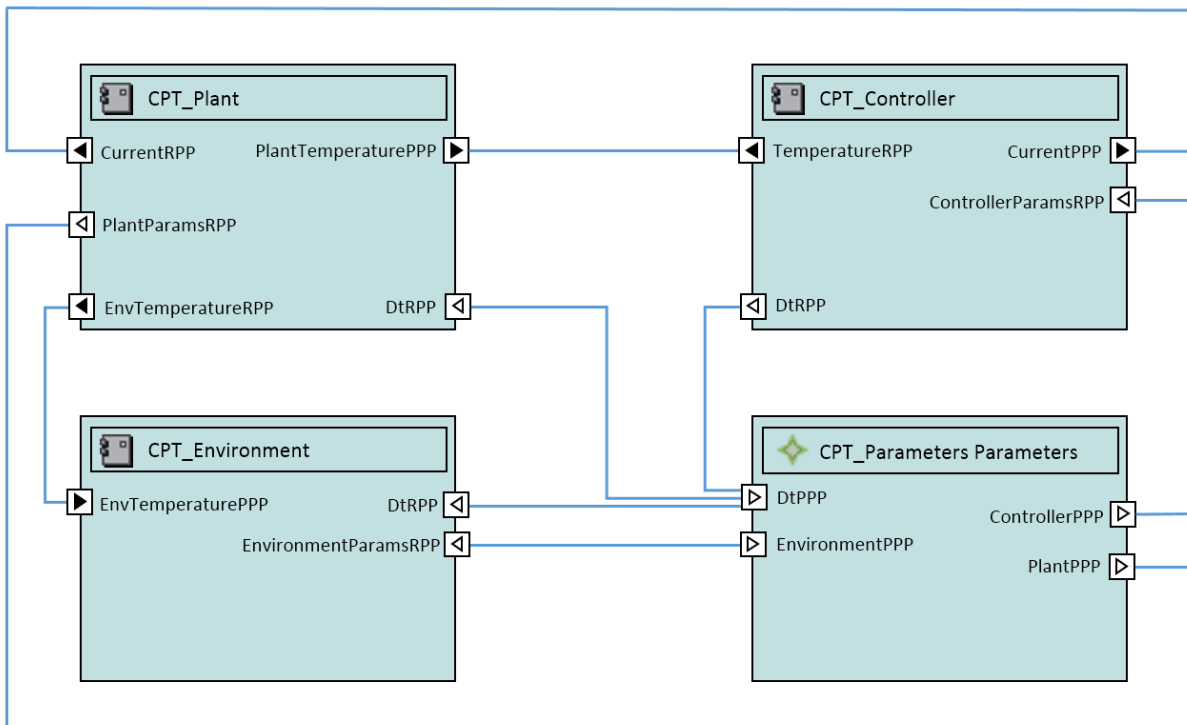 CPT_Plant
CurrentRPP
PlantTemperaturePPP
PlantParamsRPP
EnvTemperatureRPP
DtRPP
CPT_Controller
TemperatureRPP
CurrentPPP
ControllerParamsRPP
DtRPP
CPT_Environment
EnvTemperaturePPP
DtRPP
EnvironmentParamsRPP
CPT_Parameters Parameters
DtPPP
ControllerPPP
EnvironmentPPP
PlantPPP